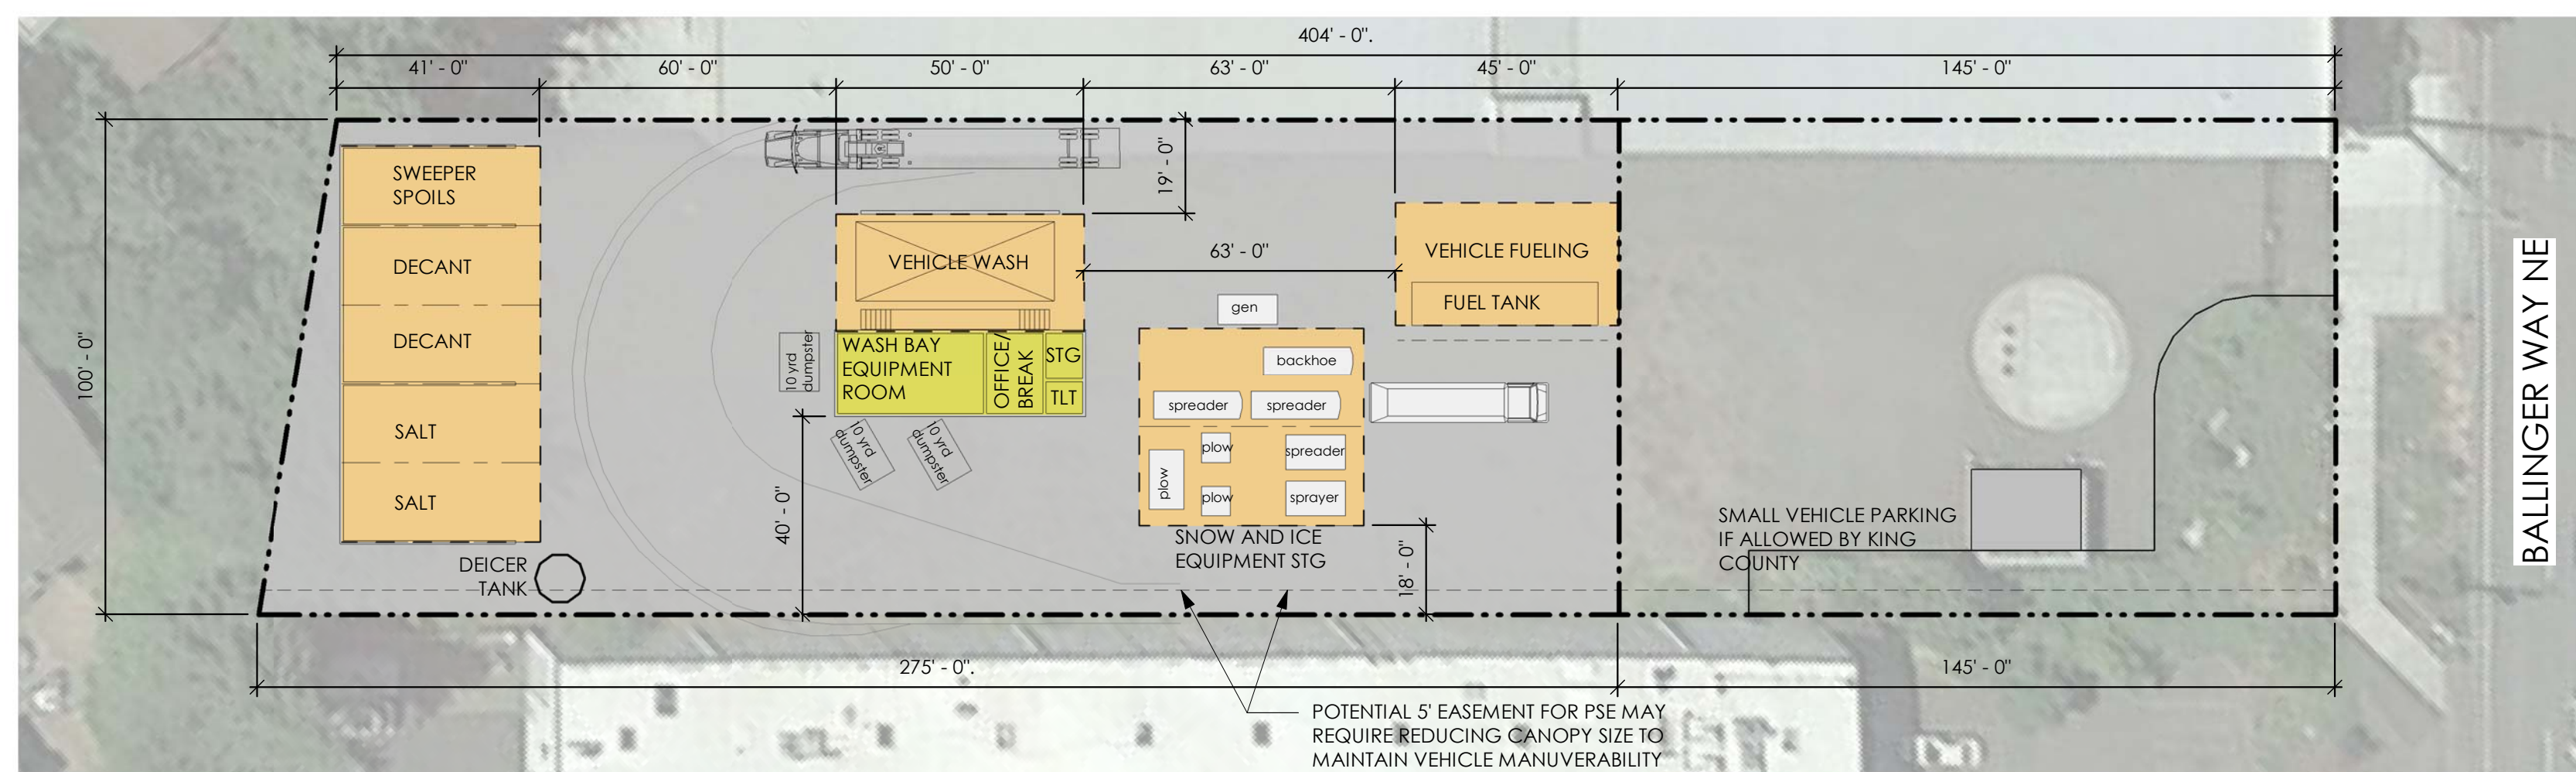 404' - 0".
41' - 0"
60' - 0"
50' - 0"
63' - 0"
45' - 0"
145' - 0"
100' - 0"
SWEEPER
SPOILS
DECANT
DECANT
SALT
SALT
DEICER
TANK
19' - 0"
VEHICLE WASH
63' - 0"
VEHICLE FUELING
FUEL TANK
gen
10 yrd
dumpster
WASH BAY
EQUIPMENT
ROOM
OFFICE/
BREAK
STG
TLT
10 yrd
dumpster
10 yrd
dumpster
40' - 0"
backhoe
spreader
spreader
plow
plow
spreader
plow
sprayer
SNOW AND ICE
EQUIPMENT STG
18' - 0"
SMALL VEHICLE PARKING
IF ALLOWED BY KING
COUNTY
BALLINGER WAY NE
275' - 0".
145' - 0"
POTENTIAL 5' EASEMENT FOR PSE MAY
REQUIRE REDUCING CANOPY SIZE TO
MAINTAIN VEHICLE MANUVERABILITY